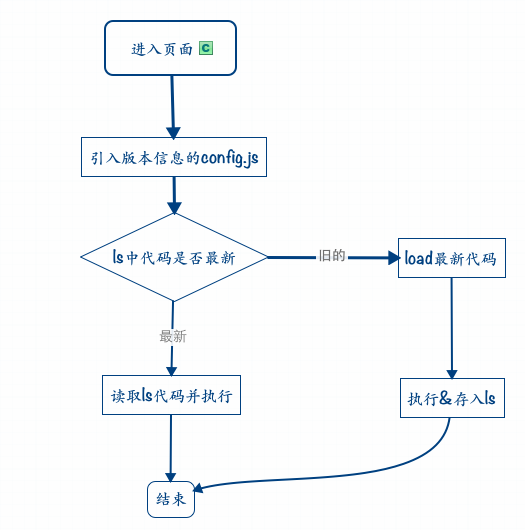 进入页面 C
引入版本信息的config.js
ls中代码是否最新
旧的
load最新代码
最新
读取ls代码并执行
执行&存入ls
结束